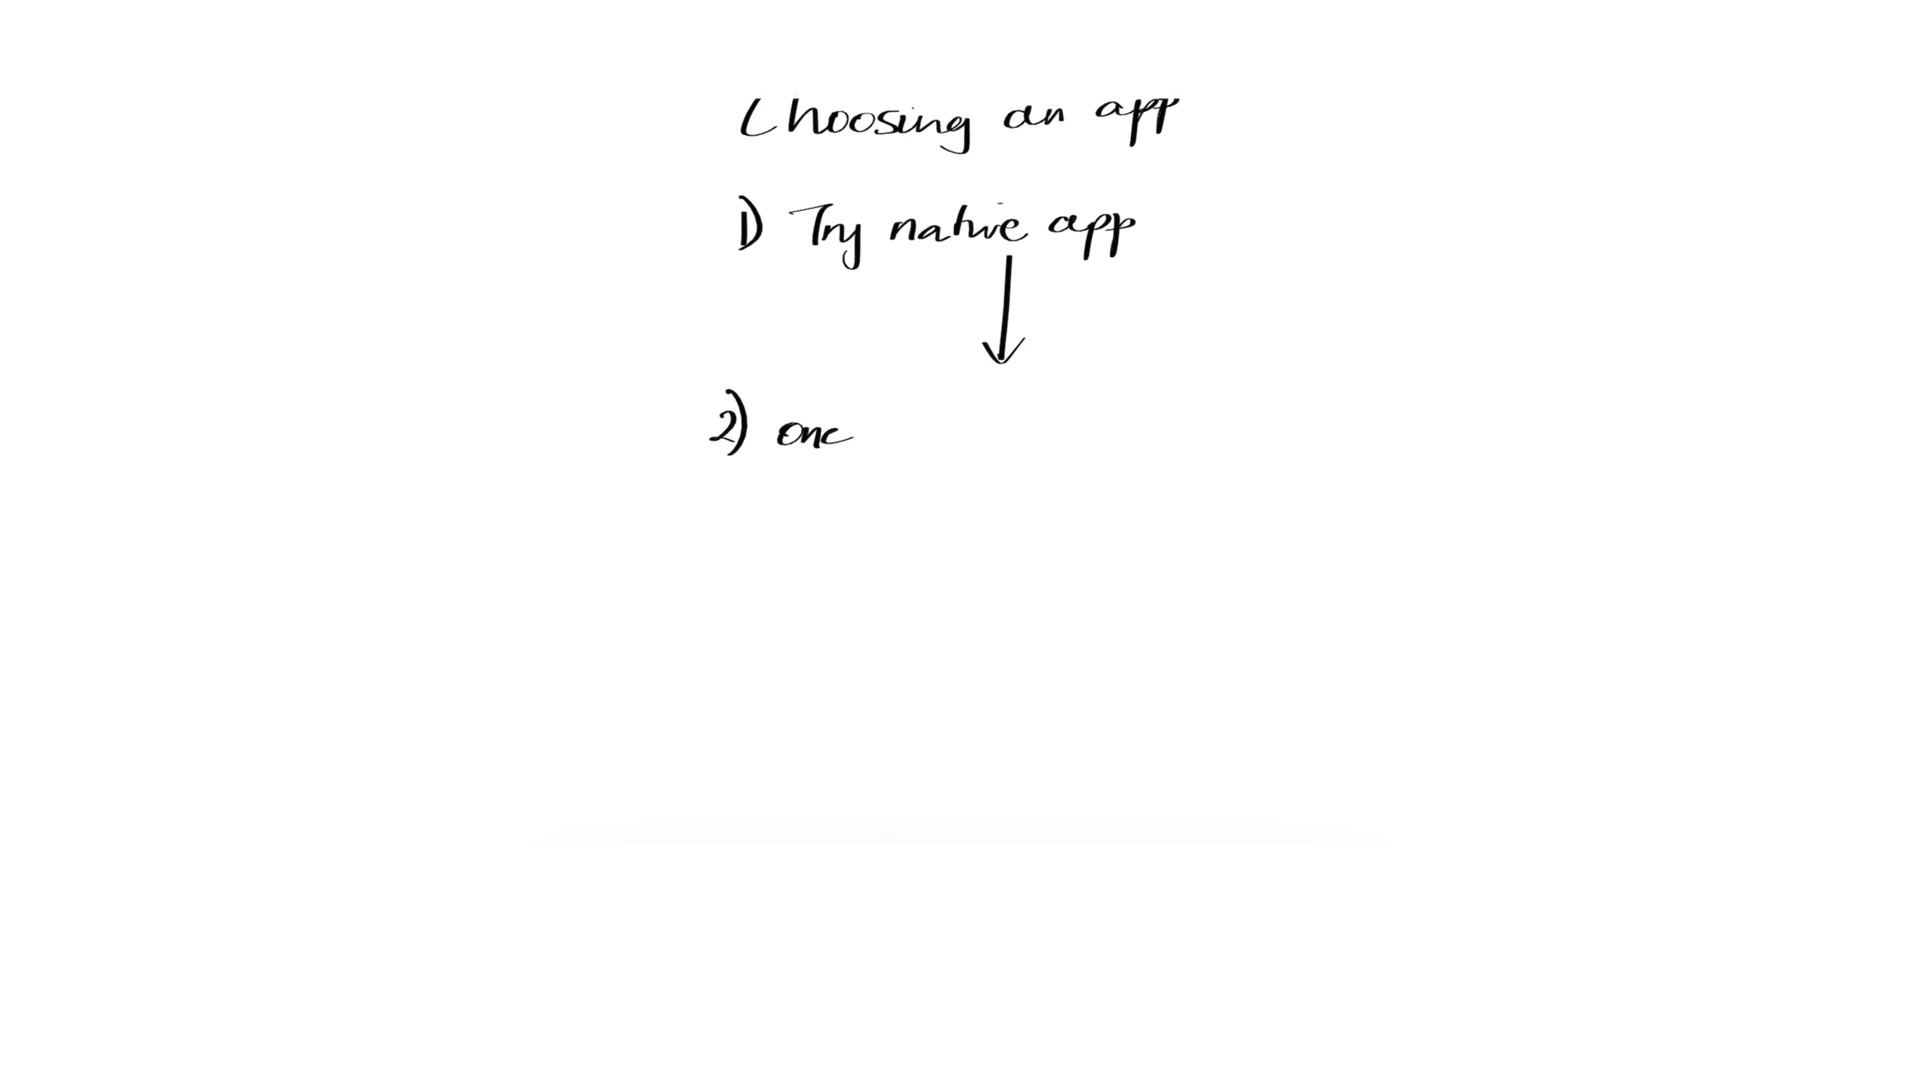 Choosing an app
1) Try native app
2) one